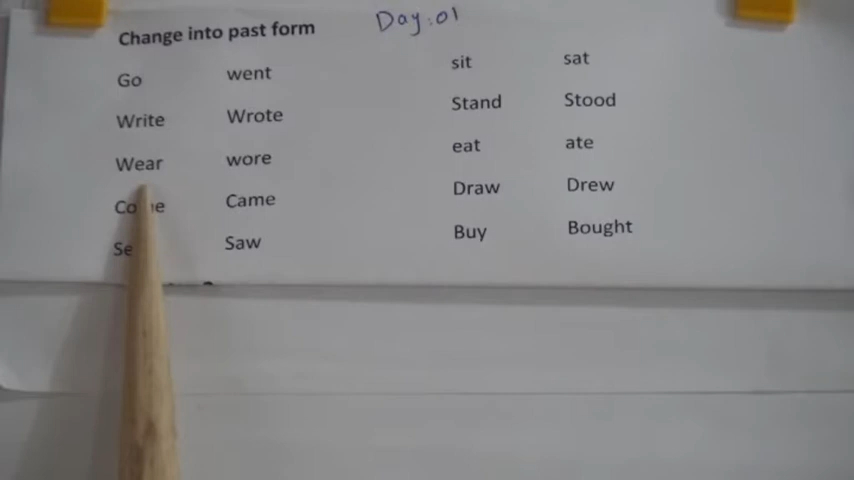 Change into past form Day:01
Go went sit sat
Write Wrote Stand Stood
Wear wore eat ate
Came Draw Drew
Saw Buy Bought